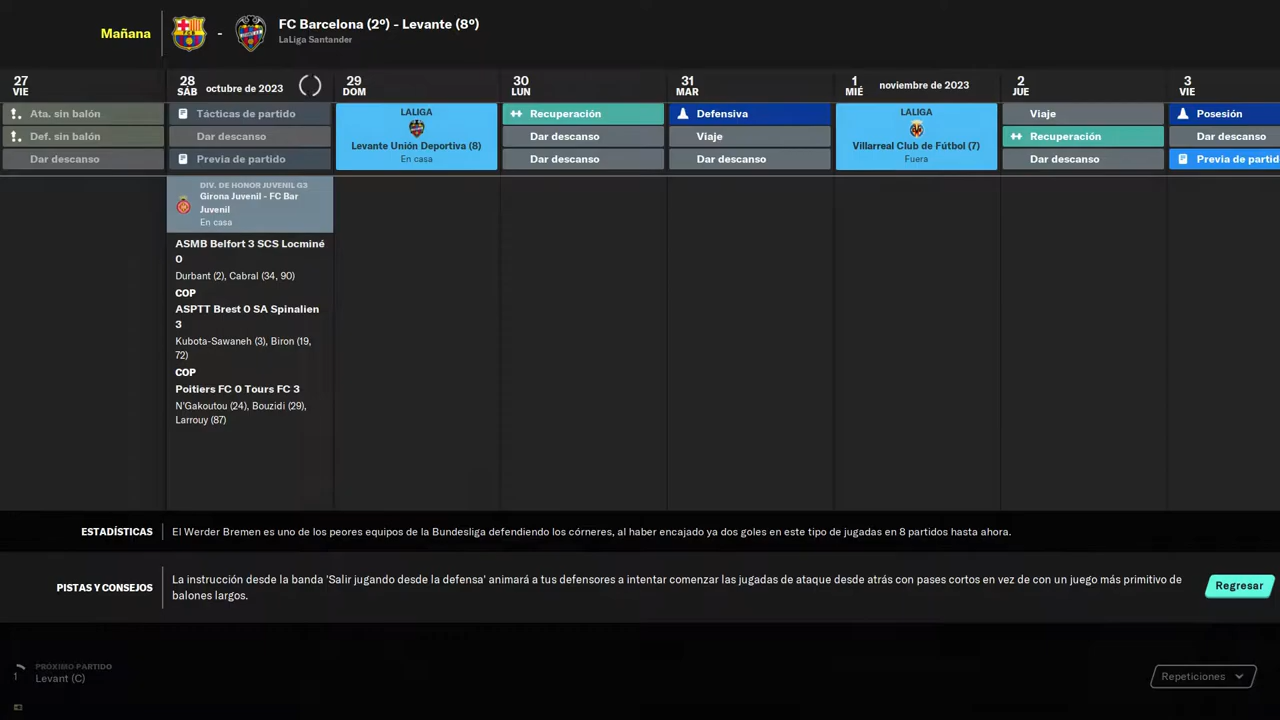 Mañana
FC Barcelona (2º) - Levante (8º)
LaLiga Santander
27
VIE
28
SÁB
octubre de 2023
29
DOM
30
LUN
31
MAR
1
MIÉ
noviembre de 2023
2
JUE
3
VIE
Ata. sin balón
Def. sin balón
Dar descanso
Tácticas de partido
Dar descanso
Previa de partido
LALIGA
Levante Unión Deportiva (8)
En casa
Recuperación
Dar descanso
Dar descanso
Defensiva
Viaje
Dar descanso
LALIGA
Villarreal Club de Fútbol (7)
Fuera
Viaje
Recuperación
Dar descanso
Posesión
Dar descanso
Previa de partid
DIV. DE HONOR JUVENIL G3
Girona Juvenil - FC Bar
Juvenil
En casa
ASMB Belfort 3 SCS Locminé
0
Durbant (2), Cabral (34, 90)
COP
ASPTT Brest 0 SA Spinalien
3
Kubota-Sawaneh (3), Biron (19,
72)
COP
Poitiers FC 0 Tours FC 3
N'Gakoutou (24), Bouzidi (29),
Larrouy (87)
ESTADÍSTICAS
El Werder Bremen es uno de los peores equipos de la Bundesliga defendiendo los córneres, al haber encajado ya dos goles en este tipo de jugadas en 8 partidos hasta ahora.
PISTAS Y CONSEJOS
La instrucción desde la banda 'Salir jugando desde la defensa' animará a tus defensores a intentar comenzar las jugadas de ataque desde atrás con pases cortos en vez de con un juego más primitivo de
balones largos.
Regresar
1
PRÓXIMO PARTIDO
Levant (C)
Repeticiones